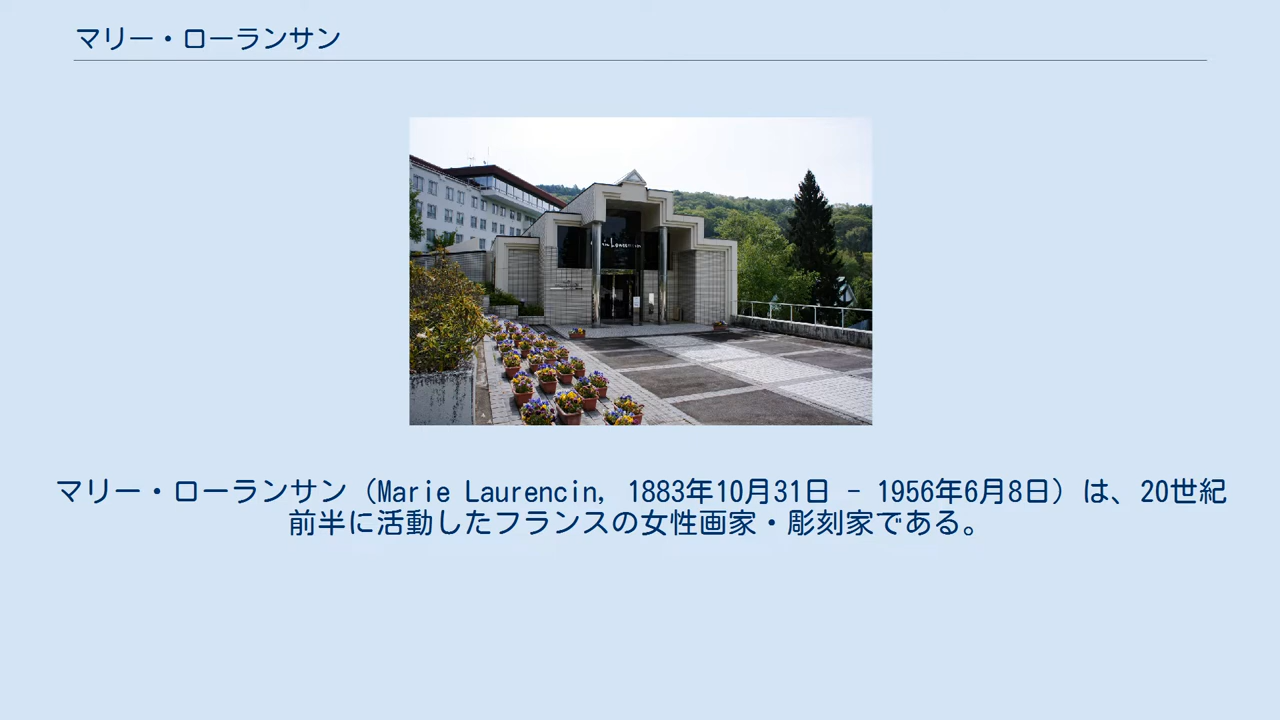 マリー・ローランサン
マリー・ローランサン（Marie Laurencin, 1883年10月31日 - 1956年6月8日）は、20世紀
前半に活動したフランスの女性画家・彫刻家である。